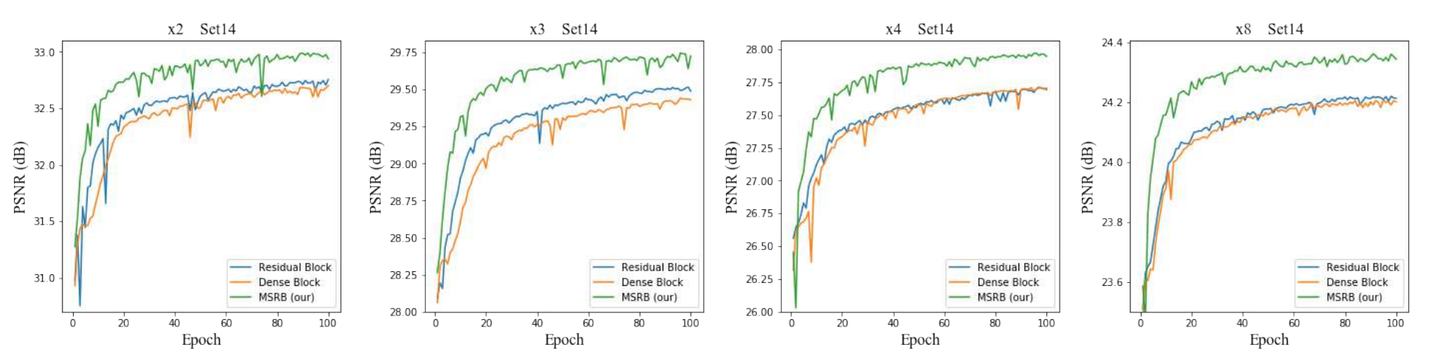 x2 Set14
33.0
32.5
32.0
31.5
31.0
PSNR (dB)
0 20 40 60 80 100
Epoch
Residual Block
Dense Block
MSRB (our)
x3 Set14
29.75
29.50
29.25
29.00
28.75
28.50
28.25
28.00
PSNR (dB)
0 20 40 60 80 100
Epoch
Residual Block
Dense Block
MSRB (our)
x4 Set14
28.00
27.75
27.50
27.25
27.00
26.75
26.50
26.25
26.00
PSNR (dB)
0 20 40 60 80 100
Epoch
Residual Block
Dense Block
MSRB (our)
x8 Set14
24.4
24.2
24.0
23.8
23.6
PSNR (dB)
0 20 40 60 80 100
Epoch
Residual Block
Dense Block
MSRB (our)